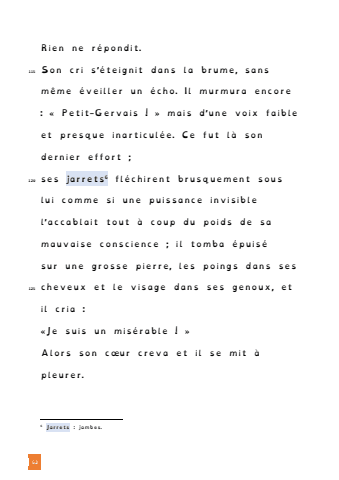 Rien ne répondit.
115 Son cri s'éteignit dans la brume, sans
même éveiller un écho. Il murmura encore
: « Petit-Gervais ! » mais d'une voix faible
et presque inarticulée. Ce fut là son
dernier effort ;
120 ses jarrets⁶ fléchirent brusquement sous
lui comme si une puissance invisible
l'accablait tout à coup du poids de sa
mauvaise conscience ; il tomba épuisé
sur une grosse pierre, les poings dans ses
125 cheveux et le visage dans ses genoux, et
il cria :
«Je suis un misérable ! »
Alors son cœur creva et il se mit à
pleurer.
Jarrets : jambes.